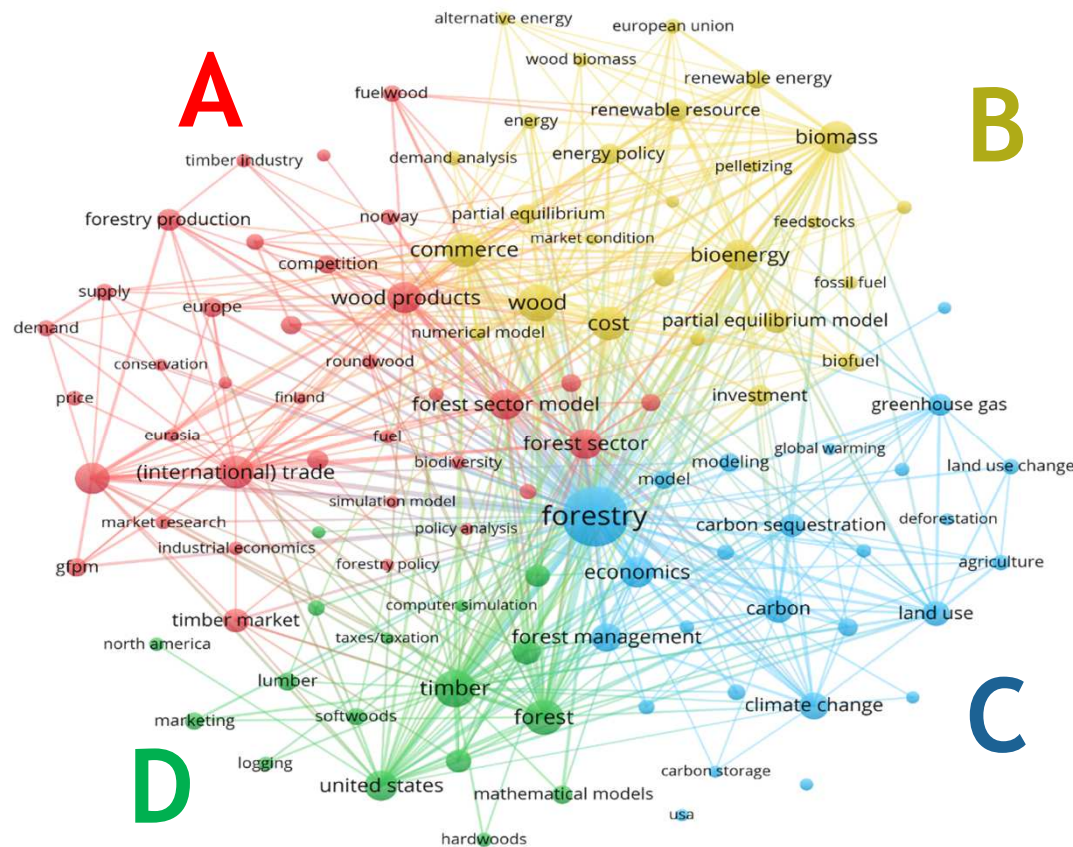 alternative energy
european union
wood biomass
renewable energy
A
fuelwood
renewable resource
B
energy
biomass
timber industry
demand analysis
energy policy
pelletizing
forestry production
norway
partial equilibrium
feedstocks
commerce
market condition
bioenergy
competition
supply
wood products
wood
fossil fuel
europe
demand
numerical model
cost
partial equilibrium model
conservation
roundwood
biofuel
price
finland
forest sector model
investment
greenhouse gas
eurasia
fuel
forest sector
global warming
(international) trade
biodiversity
modeling
land use change
model
simulation model
market research
policy analysis
forestry
carbon sequestration
deforestation
industrial economics
gfpm
forestry policy
economics
agriculture
computer simulation
carbon
land use
timber market
north america
taxes/taxation
forest management
lumber
timber
marketing
softwoods
forest
climate change
C
D
logging
united states
carbon storage
mathematical models
usa
hardwoods